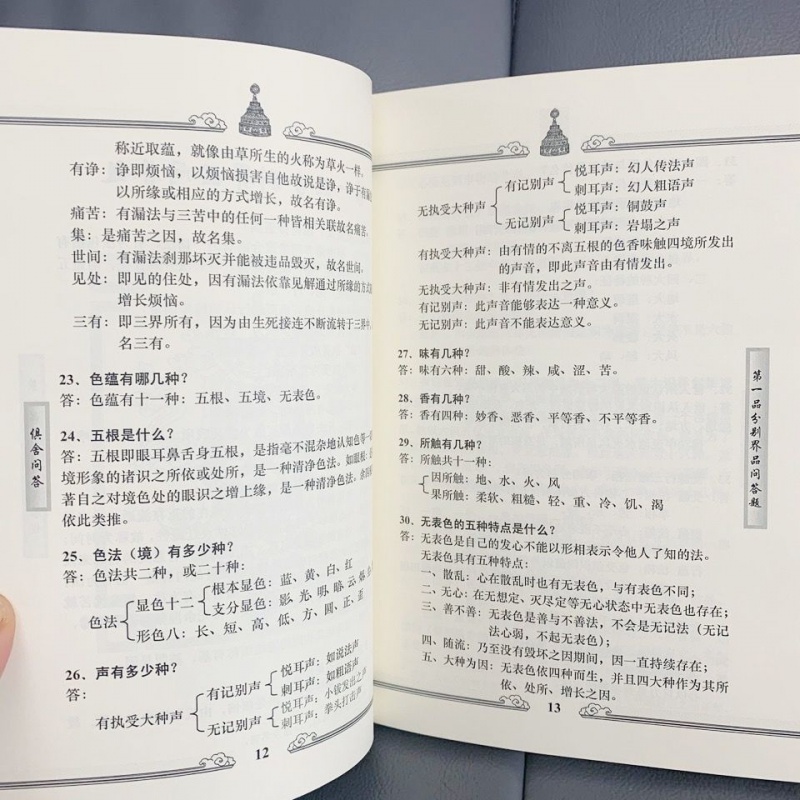 称近取蕴，就像由草所生的火称为草火一样。
有诤：诤即烦恼，以烦恼损害自他故说是诤，诤于有漏
以所缘或相应的方式增长，故名有诤。
痛苦：有漏法与三苦中的任何一种皆相关联故名痛苦。
集：是痛苦之因，故名集。
世间：有漏法刹那坏灭并能被违品毁灭，故名世间。
见处：即见的住处，因有漏法依靠见解通过所缘的方式
增长烦恼。
三有：即三界所有，因为由生死接连不断流转于三界中，
名三有。
23、色蕴有哪几种？
答：色蕴有十一种：五根、五境、无表色。
24、五根是什么？
答：五根即眼耳鼻舌身五根，是指毫不混杂地认知色等一
境形象的诸识之所依或处所，是一种清净色法。如眼根：
著自之对境色处的眼识之增上缘，是一种清净色法。余
依此类推。
25、色法（境）有多少种？
答：色法共二种，或二十种：
色法
显色十二
根本显色：蓝、黄、白、红
支分显色：影、光、明、暗、云、烟、
形色八：长、短、高、低、方、圆、正、歪
26、声有多少种？
答：
有执受大种声
有记别声
悦耳声：如说法声
刺耳声：如粗语声
无记别声
悦耳声：小钹发出之声
刺耳声：拳头打击声
俱舍问答
12
无执受大种声
有记别声
悦耳声：幻人传法声
刺耳声：幻人粗语声
无记别声
悦耳声：铜鼓声
刺耳声：岩塌之声
有执受大种声：由有情的不离五根的色香味触四境所发出
的声音，即此声音由有情发出。
无执受大种声：非有情发出之声。
有记别声：此声音能够表达一种意义。
无记别声：此声音不能表达意义。
27、味有几种？
答：味有六种：甜、酸、辣、咸、涩、苦。
28、香有几种？
答：香有四种：妙香、恶香、平等香、不平等香。
29、所触有几种？
答：所触共十一种：
因所触：地、水、火、风
果所触：柔软、粗糙、轻、重、冷、饥、渴
30、无表色的五种特点是什么？
答：无表色是自己的发心不能以形相表示令他人了知的法。
无表色具有五种特点：
一、散乱：心在散乱时也有无表色，与有表色不同；
二、无心：在无想定、灭尽定等无心状态中无表色也存在；
三、善不善：无表色是善与不善法，不会是无记法（无记
法心弱，不起无表色）；
四、随流：乃至没有毁坏之因期间，因一直持续存在；
五、大种为因：无表色依四种而生，并且四大种作为其所
依、处所、增长之因。
第一品分别界品问答题
13